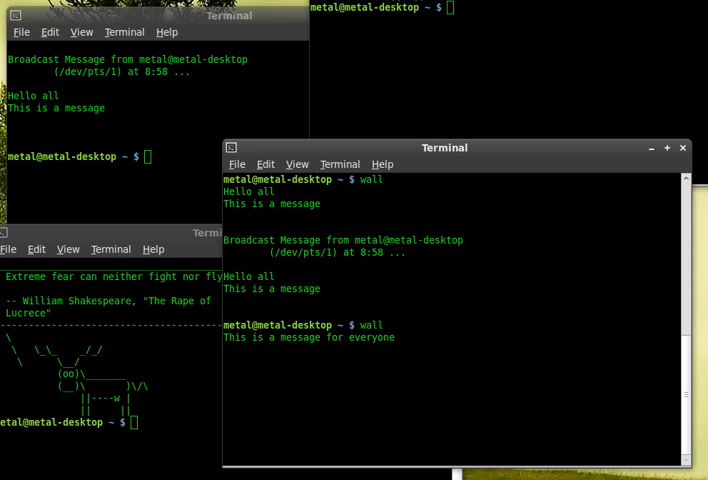 Terminal
File Edit View Terminal Help
Broadcast Message from metal@metal-desktop
(/dev/pts/1) at 8:58 ...
Hello all
This is a message
metal@metal-desktop ~ $
metal@metal-desktop ~ $
Terminal
File Edit View Terminal Help
metal@metal-desktop ~ $ wall
Hello all
This is a message
Broadcast Message from metal@metal-desktop
(/dev/pts/1) at 8:58 ...
Hello all
This is a message
metal@metal-desktop ~ $ wall
This is a message for everyone
Termi
File Edit View Terminal Help
Extreme fear can neither fight nor fly
-- William Shakespeare, "The Rape of
Lucrece"
-----------------------------------------
\
\   \_\_    _/_/
\      \__/
(oo)\_______
(__)\       )\/\
||----w |
||     ||
etal@metal-desktop ~ $